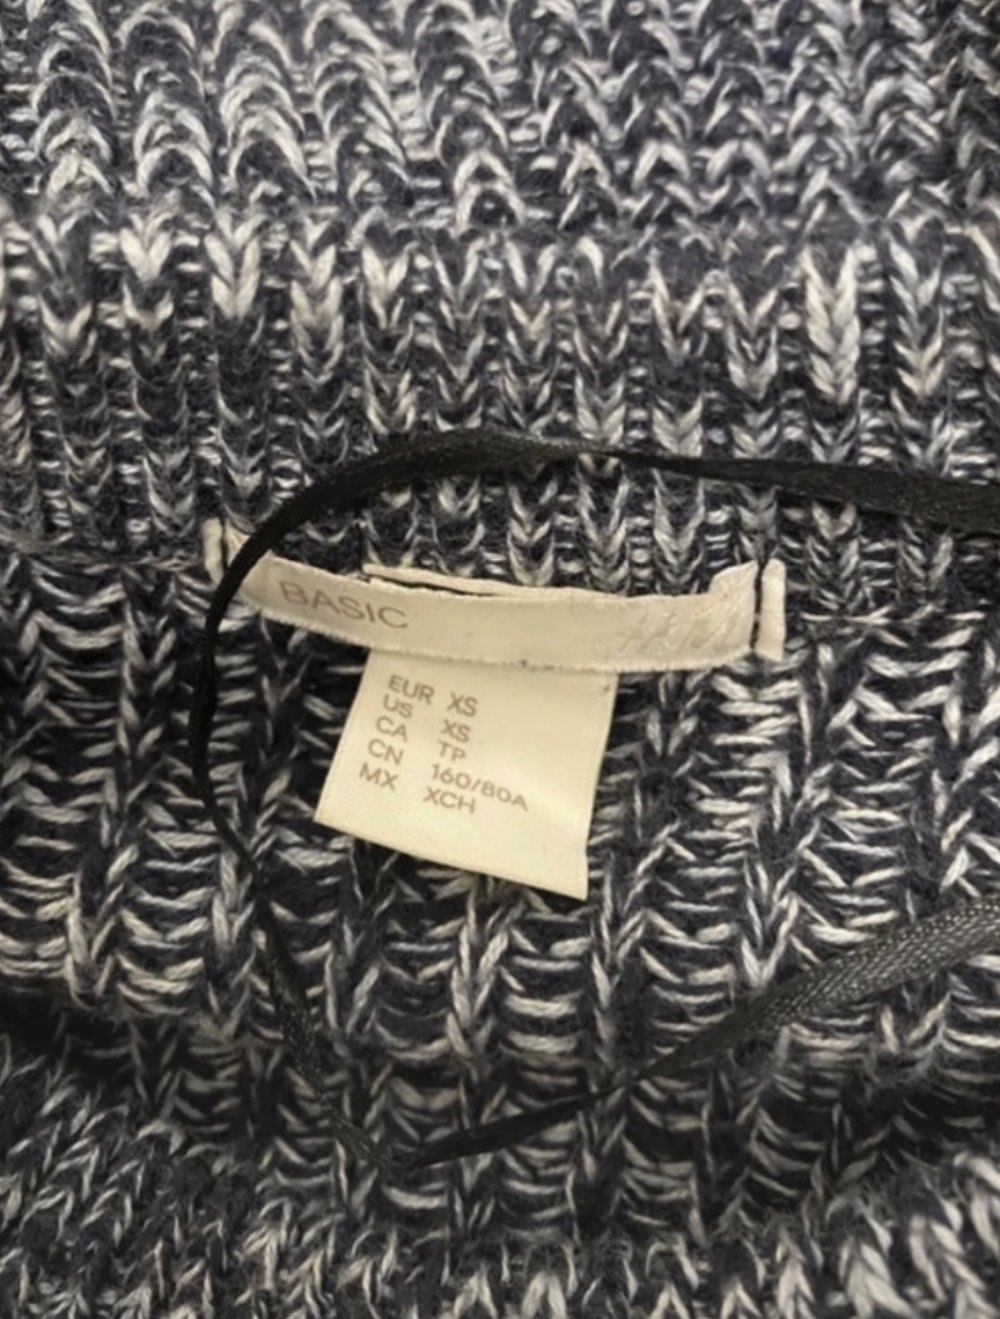 BASIC H&M
EUR XS
US XS
CA TP
CN 160/80A
MX XCH